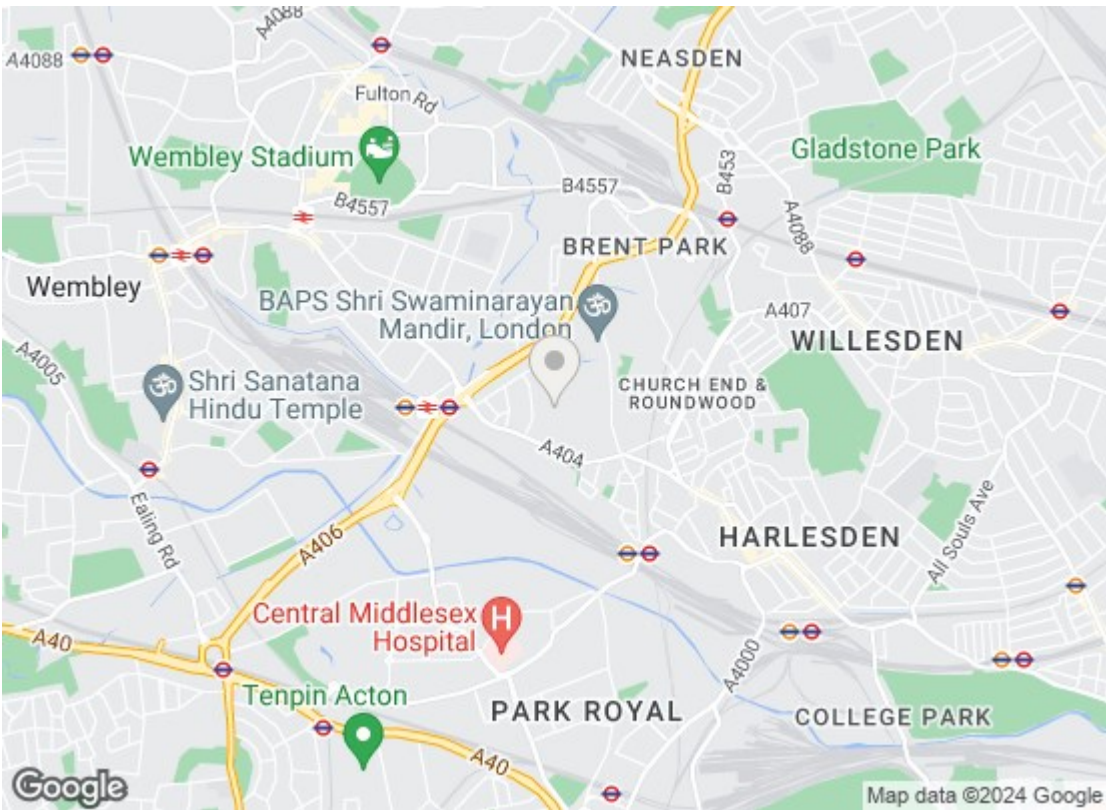 A4088
NEASDEN
A4088
Fulton Rd
Wembley Stadium
Gladstone Park
B453
B4557
B4557
A4088
BRENT PARK
Wembley
BAPS Shri Swaminarayan
Mandir, London
A407
WILLESDEN
A4005
Shri Sanatana
Hindu Temple
CHURCH END &
ROUNDWOOD
A404
Ealing Rd
A406
HARLESDEN
All Souls Ave
Central Middlesex
Hospital
H
A40
A4000
Tenpin Acton
PARK ROYAL
COLLEGE PARK
A40
Google
Map data ©2024 Google